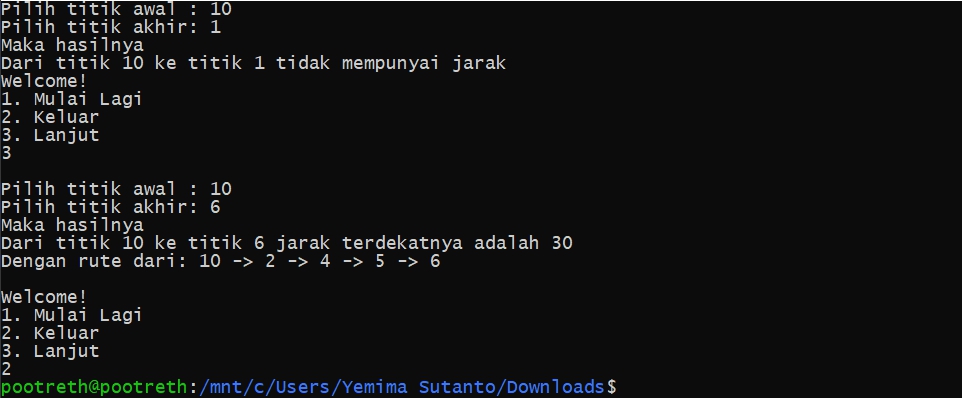 Pilih titik awal : 10
Pilih titik akhir: 1
Maka hasilnya
Dari titik 10 ke titik 1 tidak mempunyai jarak
Welcome!
1. Mulai Lagi
2. Keluar
3. Lanjut
3
Pilih titik awal : 10
Pilih titik akhir: 6
Maka hasilnya
Dari titik 10 ke titik 6 jarak terdekatnya adalah 30
Dengan rute dari: 10 -> 2 -> 4 -> 5 -> 6
Welcome!
1. Mulai Lagi
2. Keluar
3. Lanjut
2
pootreth@pootreth:/mnt/c/Users/Yemima Sutanto/Downloads$